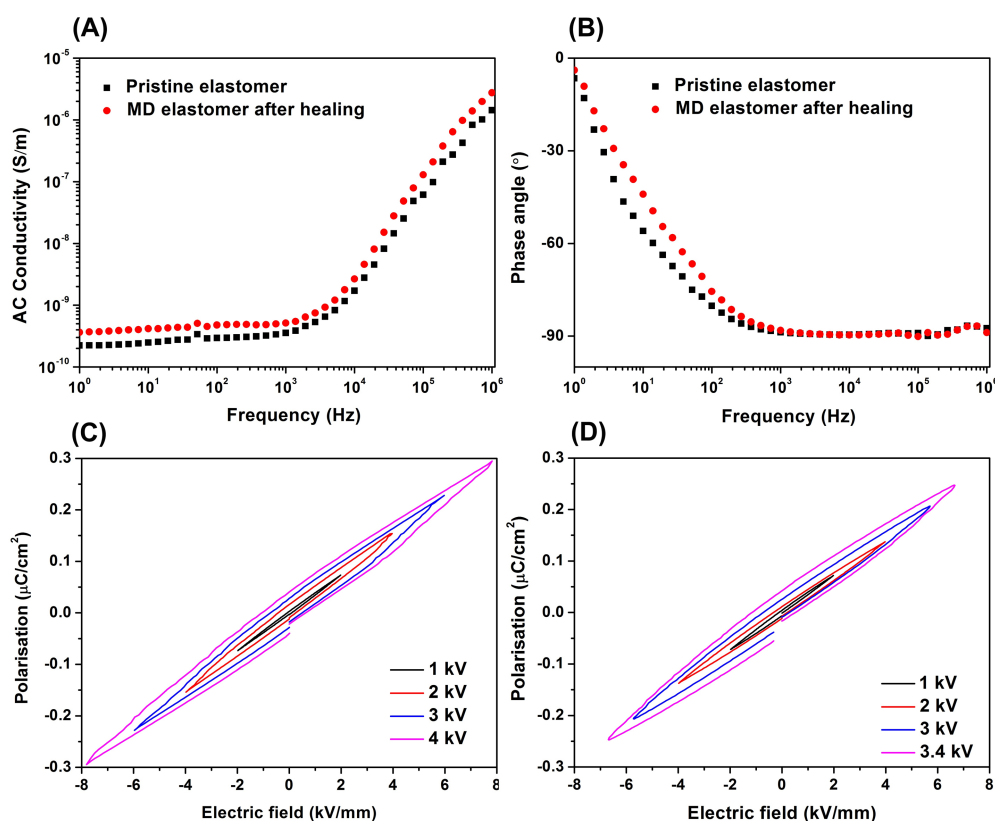 (A)
10⁻⁵
10⁻⁶
10⁻⁷
10⁻⁸
10⁻⁹
10⁻¹⁰
AC Conductivity (S/m)
Pristine elastomer
MD elastomer after healing
10⁰ 10¹ 10² 10³ 10⁴ 10⁵ 10⁶
Frequency (Hz)
(B)
0
-30
-60
-90
Phase angle (°)
Pristine elastomer
MD elastomer after healing
10⁰ 10¹ 10² 10³ 10⁴ 10⁵ 10⁶
Frequency (Hz)
(C)
0.3
0.2
0.1
0.0
-0.1
-0.2
-0.3
Polarisation (μC/cm²)
1 kV
2 kV
3 kV
4 kV
-8 -6 -4 -2 0 2 4 6 8
Electric field (kV/mm)
(D)
0.3
0.2
0.1
0.0
-0.1
-0.2
-0.3
Polarisation (μC/cm²)
1 kV
2 kV
3 kV
3.4 kV
-8 -6 -4 -2 0 2 4 6 8
Electric field (kV/mm)